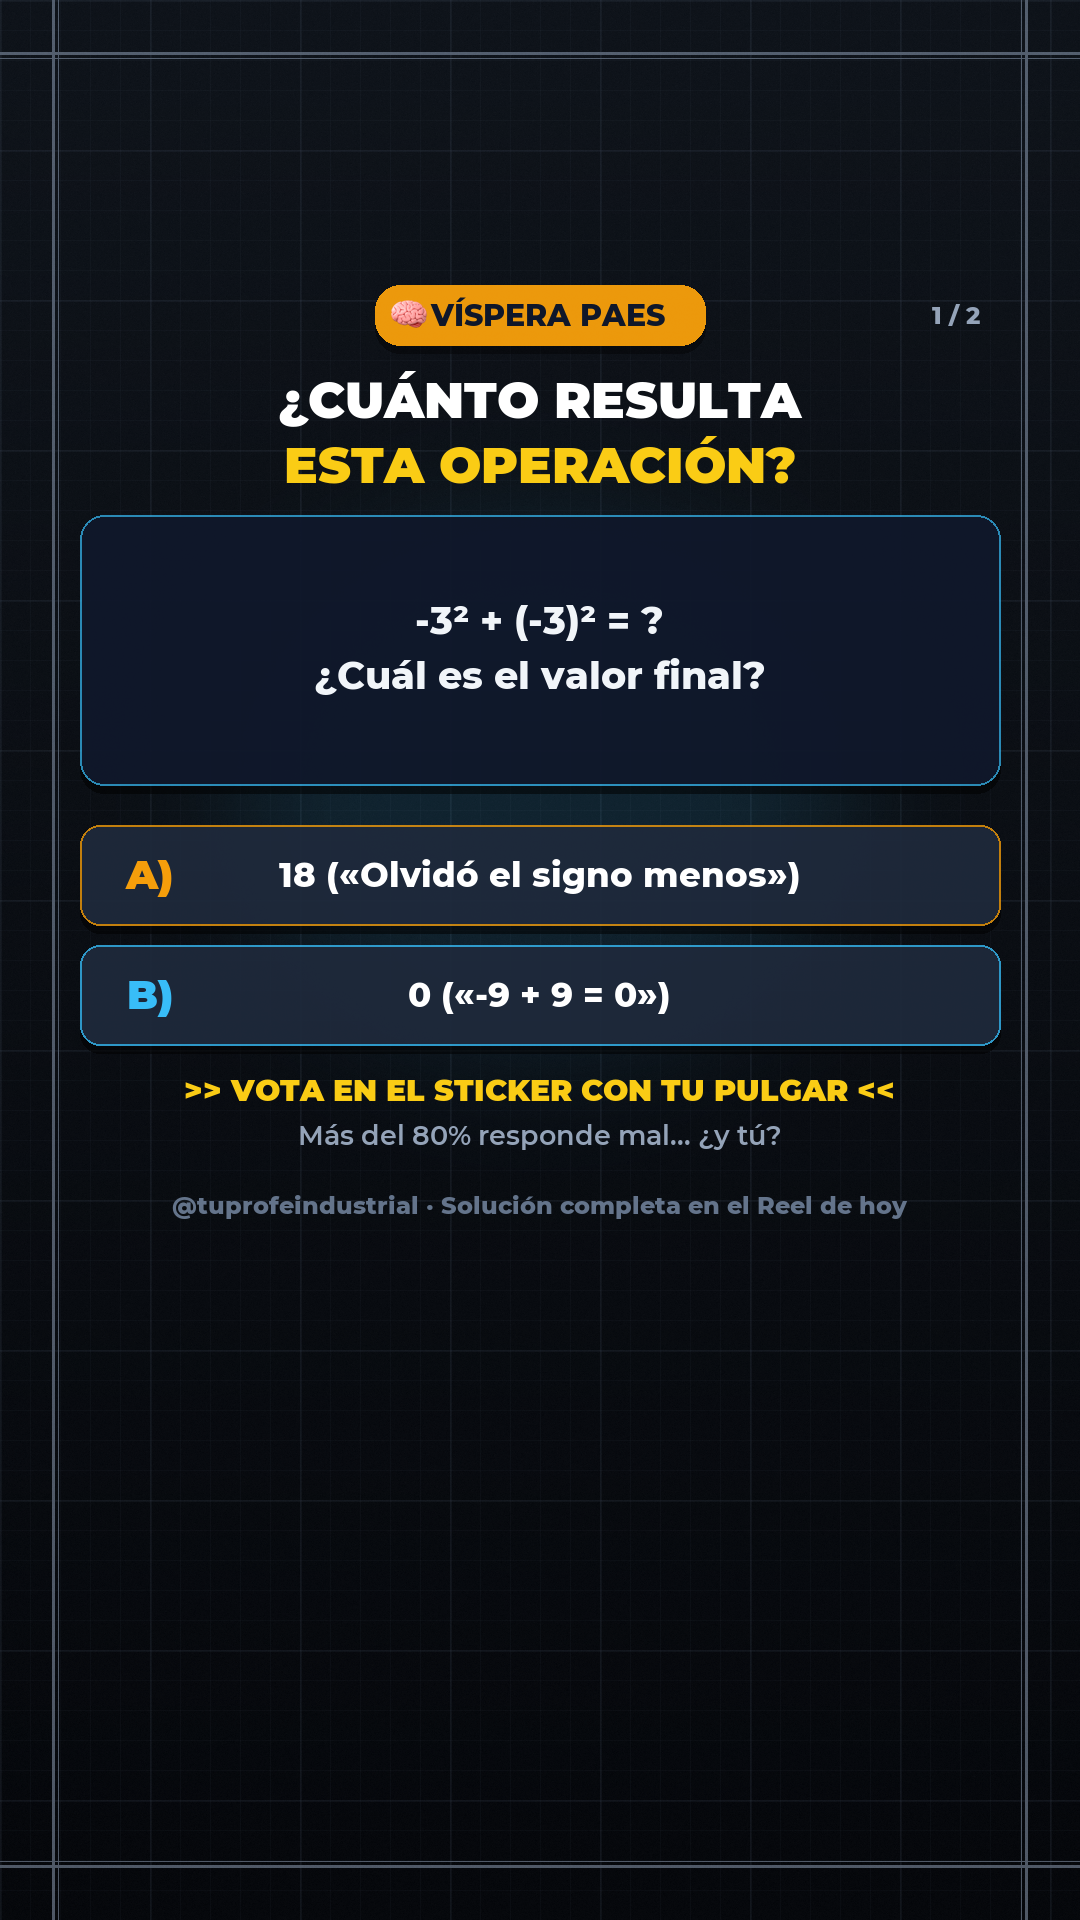 🧠 VÍSPERA PAES
1 / 2
¿CUÁNTO RESULTA
ESTA OPERACIÓN?
-3² + (-3)² = ?
¿Cuál es el valor final?
A) 18 («Olvidó el signo menos»)
B) 0 («-9 + 9 = 0»)
>> VOTA EN EL STICKER CON TU PULGAR <<
Más del 80% responde mal... ¿y tú?
@tuprofeindustrial · Solución completa en el Reel de hoy